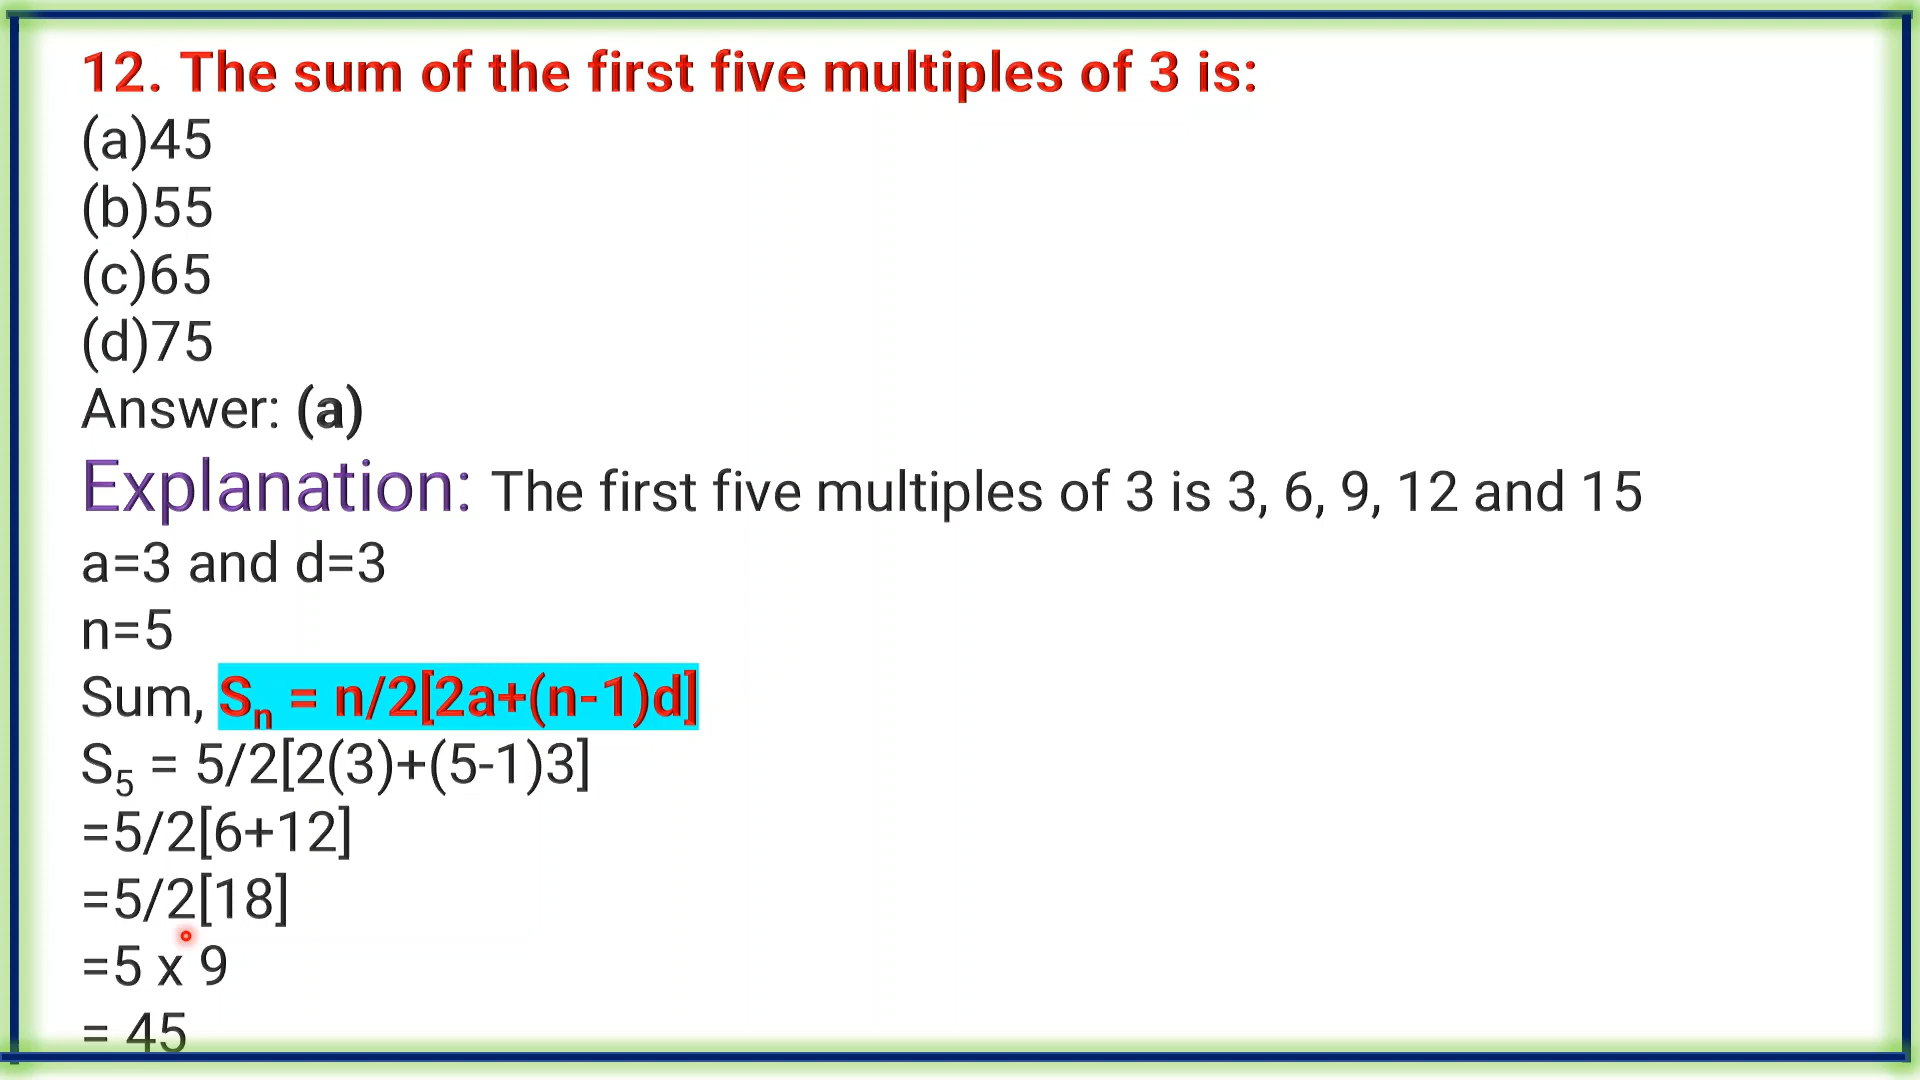 12. The sum of the first five multiples of 3 is:
(a)45
(b)55
(c)65
(d)75
Answer: (a)
Explanation: The first five multiples of 3 is 3, 6, 9, 12 and 15
a=3 and d=3
n=5
Sum, Sₙ = n/2[2a+(n-1)d]
S₅ = 5/2[2(3)+(5-1)3]
=5/2[6+12]
=5/2[18]
=5 x 9
= 45